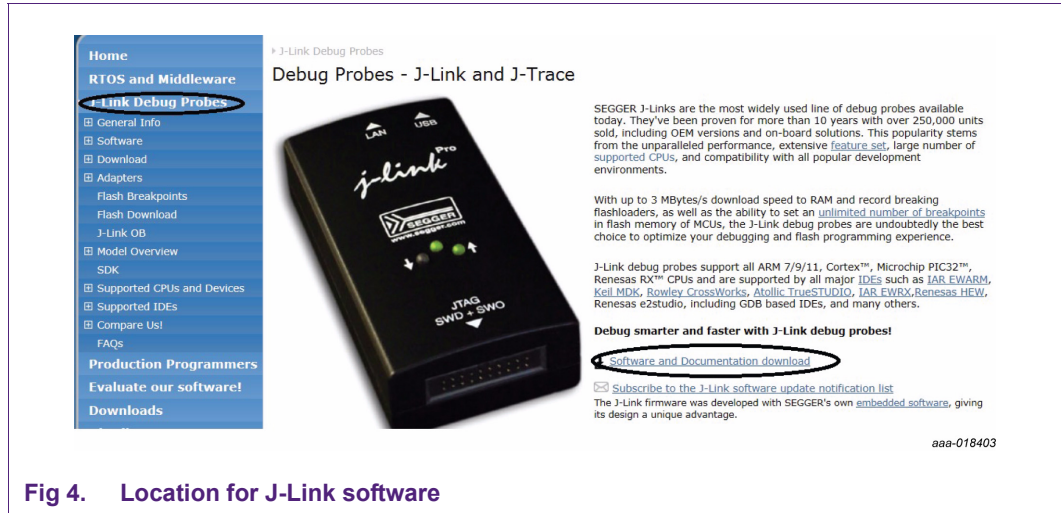 Home
RTOS and Middleware
J-Link Debug Probes
General Info
Software
Download
Adapters
Flash Breakpoints
Flash Download
J-Link OB
Model Overview
SDK
Supported CPUs and Devices
Supported IDEs
Compare Us!
FAQs
Production Programmers
Evaluate our software!
Downloads
J-Link Debug Probes
Debug Probes - J-Link and J-Trace
LAN USB
j-link Pro
SEGGER
www.segger.com
JTAG
SWD + SWO
SEGGER J-Links are the most widely used line of debug probes available
today. They've been proven for more than 10 years with over 250,000 units
sold, including OEM versions and on-board solutions. This popularity stems
from the unparalleled performance, extensive feature set, large number of
supported CPUs, and compatibility with all popular development
environments.
With up to 3 MBytes/s download speed to RAM and record breaking
flashloaders, as well as the ability to set an unlimited number of breakpoints
in flash memory of MCUs, the J-Link debug probes are undoubtedly the best
choice to optimize your debugging and flash programming experience.
J-Link debug probes support all ARM 7/9/11, Cortex™, Microchip PIC32™,
Renesas RX™ CPUs and are supported by all major IDEs such as IAR EWARM,
Keil MDK, Rowley CrossWorks, Atollic TrueSTUDIO, IAR EWRX,Renesas HEW,
Renesas e2studio, including GDB based IDEs, and many others.
Debug smarter and faster with J-Link debug probes!
Software and Documentation download
Subscribe to the J-Link software update notification list
The J-Link firmware was developed with SEGGER's own embedded software, giving
its design a unique advantage.
aaa-018403
Fig 4. Location for J-Link software